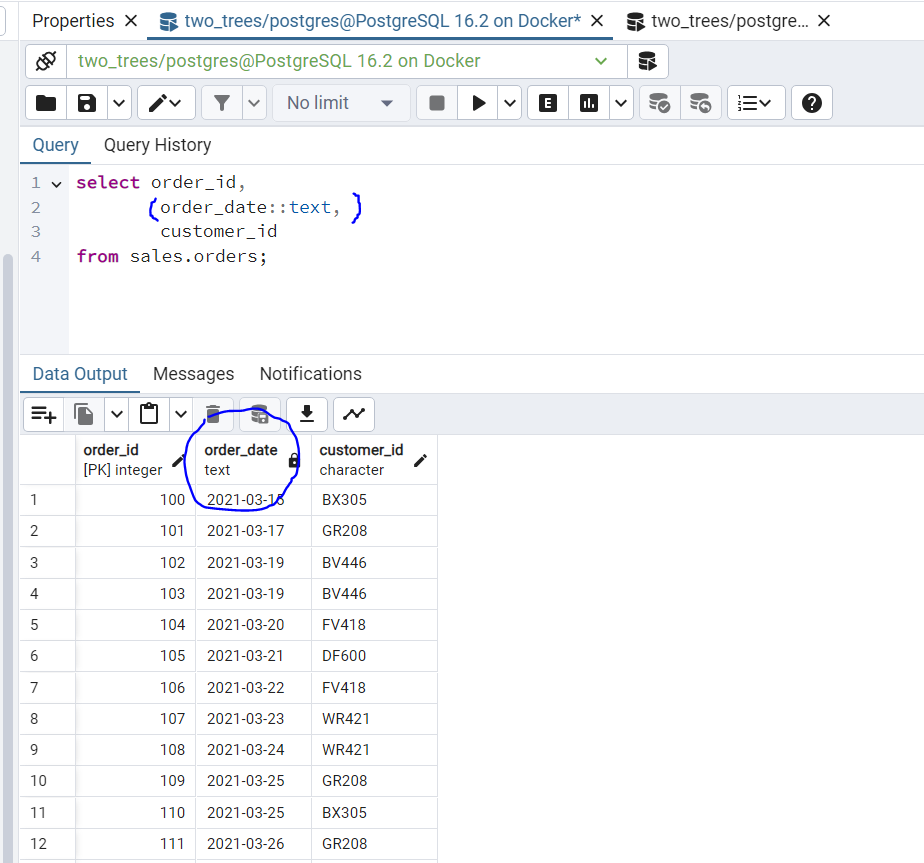 Properties
two_trees/postgres@PostgreSQL 16.2 on Docker*
two_trees/postgre...
two_trees/postgres@PostgreSQL 16.2 on Docker
No limit
E
Query Query History
1 select order_id,
2 order_date::text,
3 customer_id
4 from sales.orders;
Data Output Messages Notifications
order_id order_date customer_id
[PK] integer text character
1 100 2021-03-15 BX305
2 101 2021-03-17 GR208
3 102 2021-03-19 BV446
4 103 2021-03-19 BV446
5 104 2021-03-20 FV418
6 105 2021-03-21 DF600
7 106 2021-03-22 FV418
8 107 2021-03-23 WR421
9 108 2021-03-24 WR421
10 109 2021-03-25 GR208
11 110 2021-03-25 BX305
12 111 2021-03-26 GR208